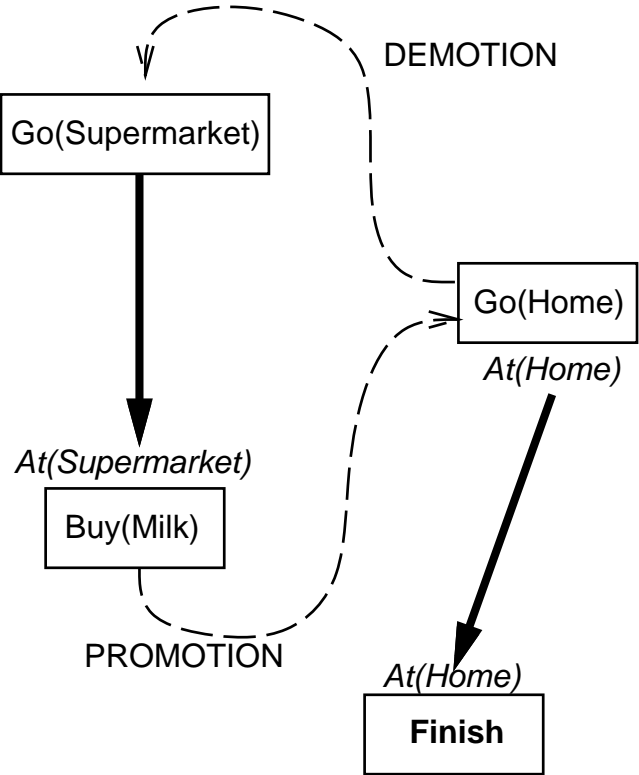 DEMOTION
Go(Supermarket)
Go(Home)
At(Home)
At(Supermarket)
Buy(Milk)
PROMOTION
At(Home)
Finish